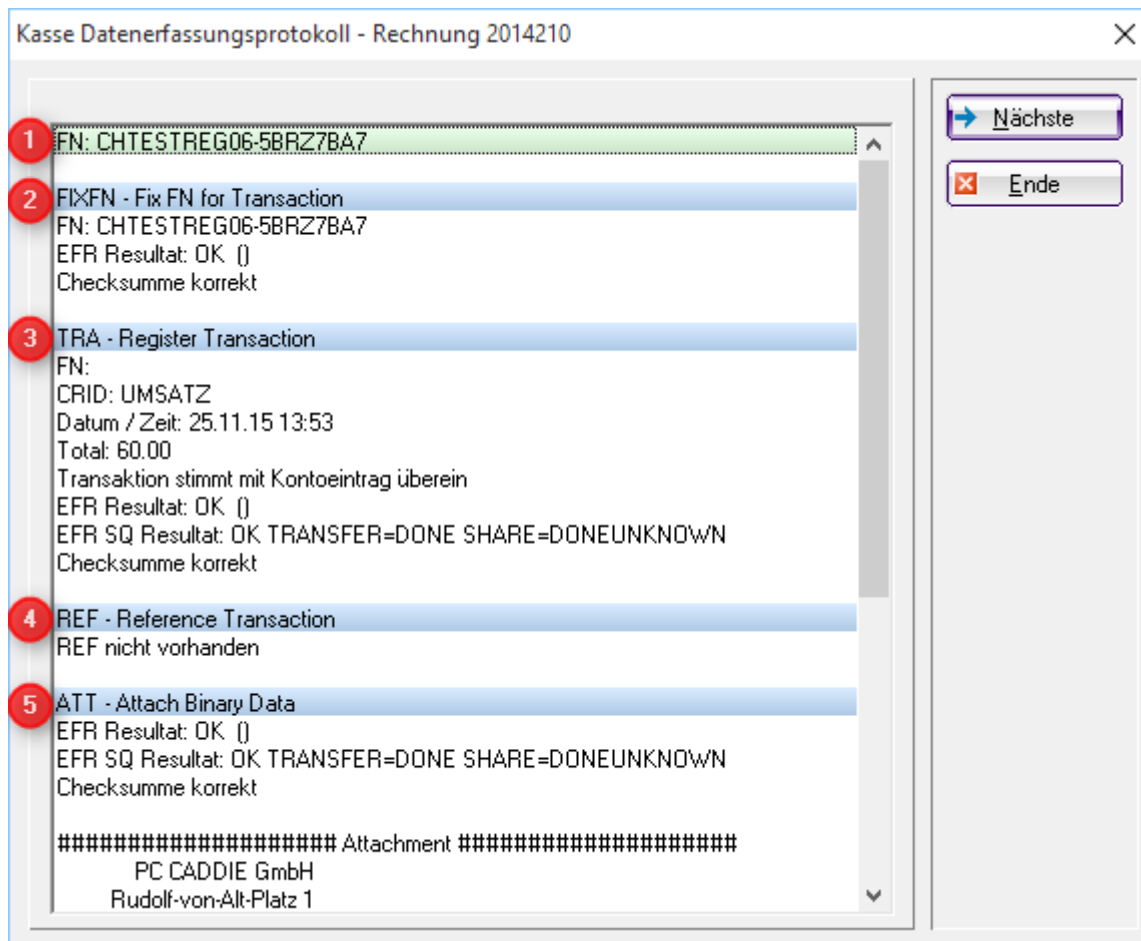 Kasse Datenerfassungsprotokoll - Rechnung 2014210
1 FN: CHTESTREG06-5BRZ7BA7
2 FIXFN - Fix FN for Transaction
FN: CHTESTREG06-5BRZ7BA7
EFR Resultat: OK ()
Checksumme korrekt
3 TRA - Register Transaction
FN:
CRID: UMSATZ
Datum / Zeit: 25.11.15 13:53
Total: 60.00
Transaktion stimmt mit Kontoeintrag überein
EFR Resultat: OK ()
EFR SQ Resultat: OK TRANSFER=DONE SHARE=DONEUNKNOWN
Checksumme korrekt
4 REF - Reference Transaction
REF nicht vorhanden
5 ATT - Attach Binary Data
EFR Resultat: OK ()
EFR SQ Resultat: OK TRANSFER=DONE SHARE=DONEUNKNOWN
Checksumme korrekt
#################### Attachment ####################
PC CADDIE GmbH
Rudolf-von-Alt-Platz 1
Nächste
Ende